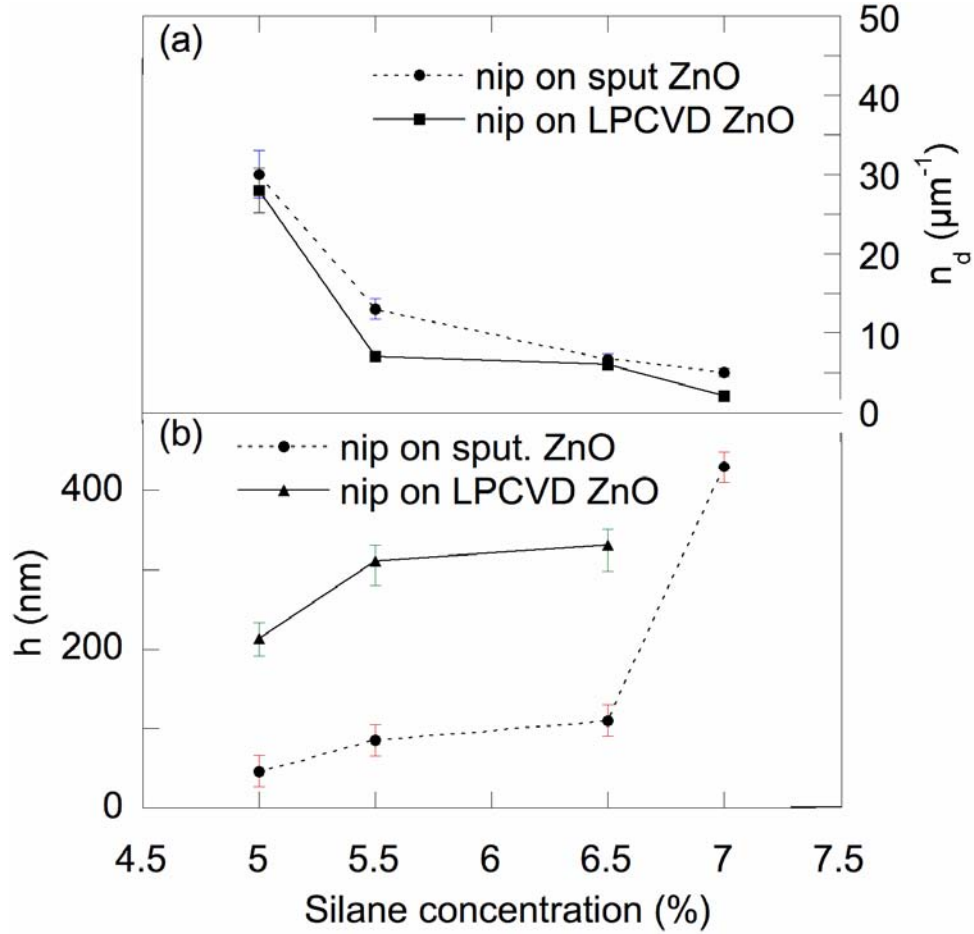 (a)
nip on sput ZnO
nip on LPCVD ZnO
50
40
30
20
10
0
n_d (µm⁻¹)
(b)
nip on sput. ZnO
nip on LPCVD ZnO
400
200
0
h (nm)
4.5 5 5.5 6 6.5 7 7.5
Silane concentration (%)